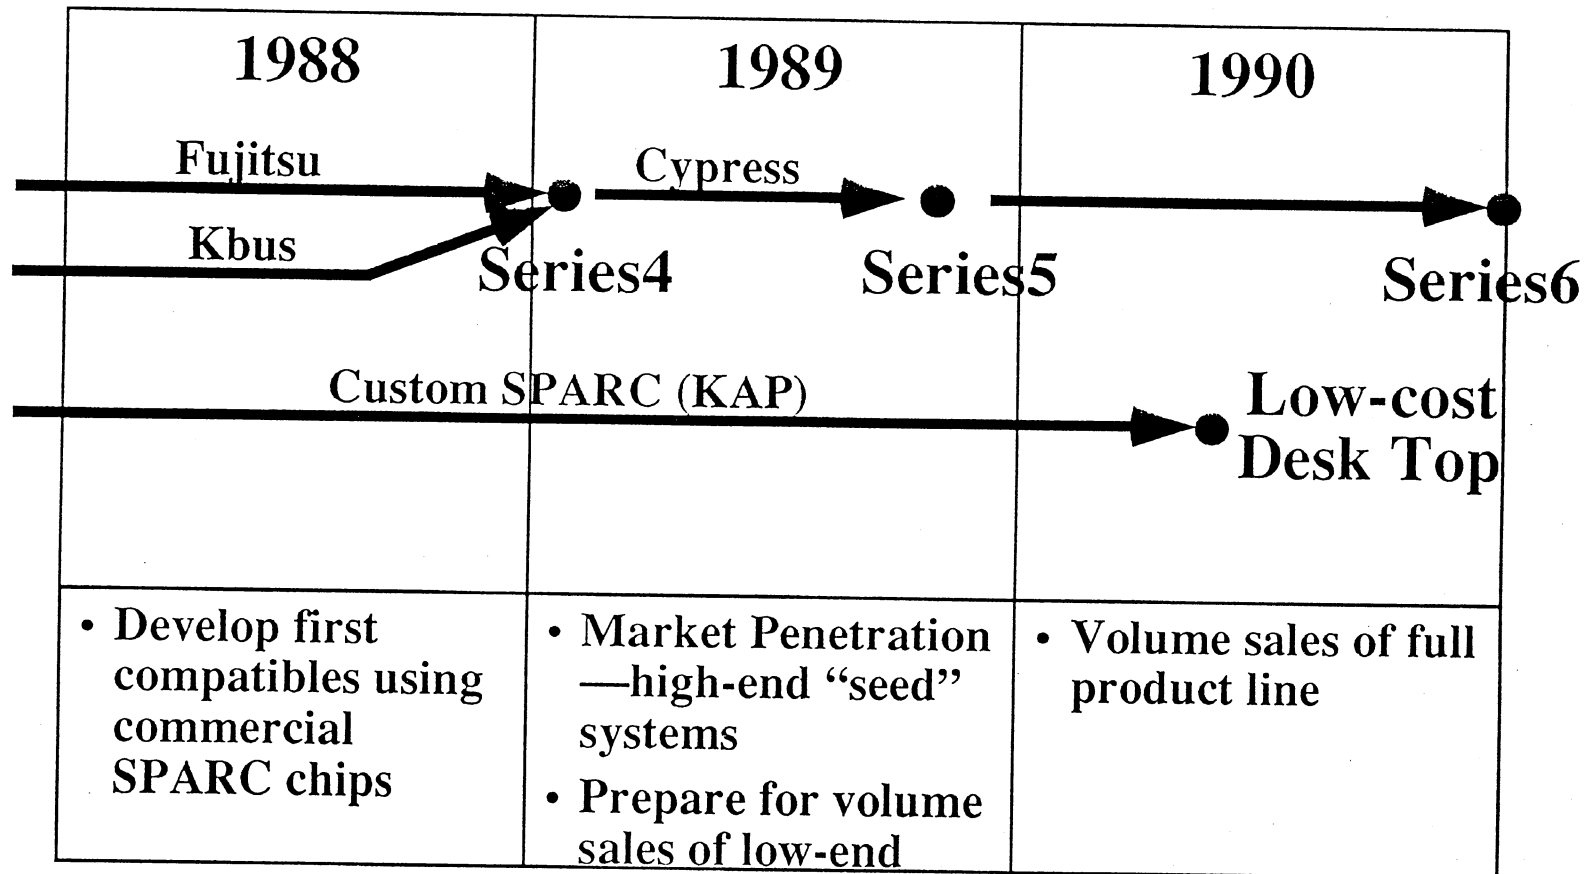 1988
1989
1990
Fujitsu
Cypress
Kbus
Series4
Series5
Series6
Custom SPARC (KAP)
Low-cost
Desk Top
• Develop first
compatibles using
commercial
SPARC chips
• Market Penetration
—high-end “seed”
systems
• Prepare for volume
sales of low-end
• Volume sales of full
product line